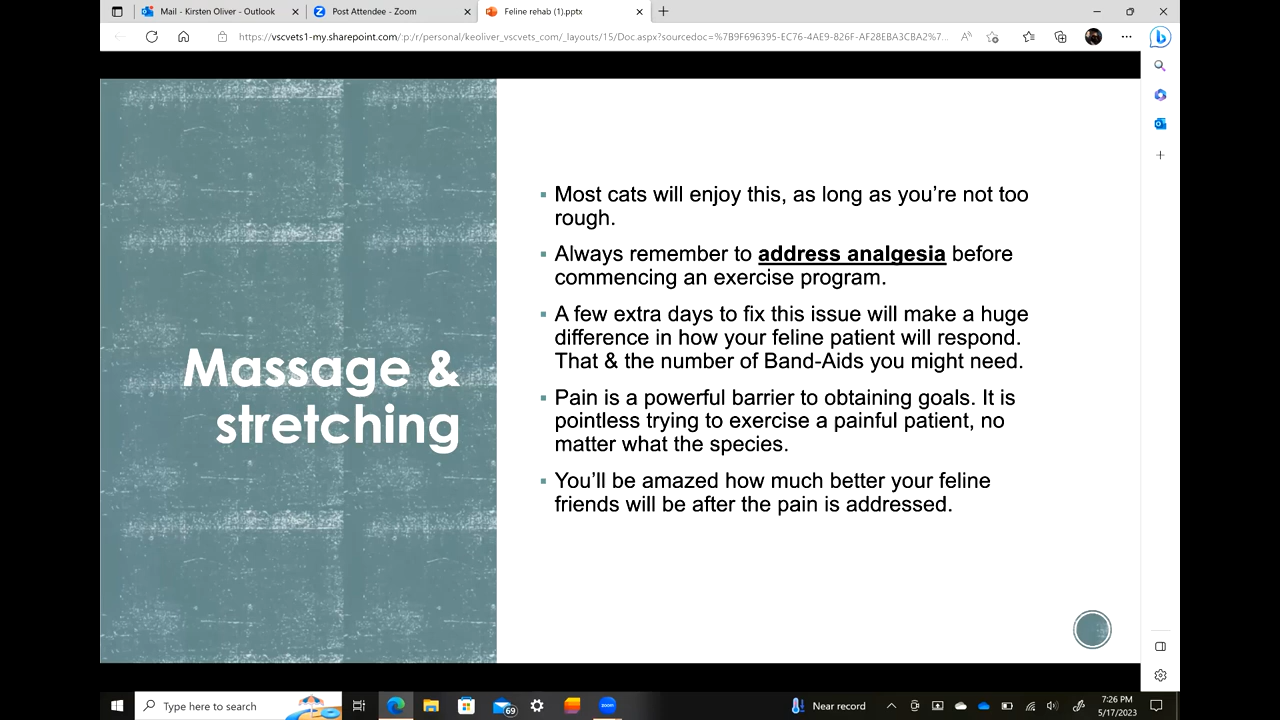 Mail - Kirsten Oliver - Outlook
Post Attendee - Zoom
Feline rehab (1).pptx
https://vscvets1-my.sharepoint.com/:p:/r/personal/keoliver_vscvets_com/_layouts/15/Doc.aspx?sourcedoc=%7B9F696395-EC76-4AE9-826F-AF28EBA3CBA2%7...
Massage &
stretching
▪ Most cats will enjoy this, as long as you’re not too
rough.
▪ Always remember to address analgesia before
commencing an exercise program.
▪ A few extra days to fix this issue will make a huge
difference in how your feline patient will respond.
That & the number of Band-Aids you might need.
▪ Pain is a powerful barrier to obtaining goals. It is
pointless trying to exercise a painful patient, no
matter what the species.
▪ You’ll be amazed how much better your feline
friends will be after the pain is addressed.
Type here to search
69
zoom
Near record
7:26 PM
5/17/2023